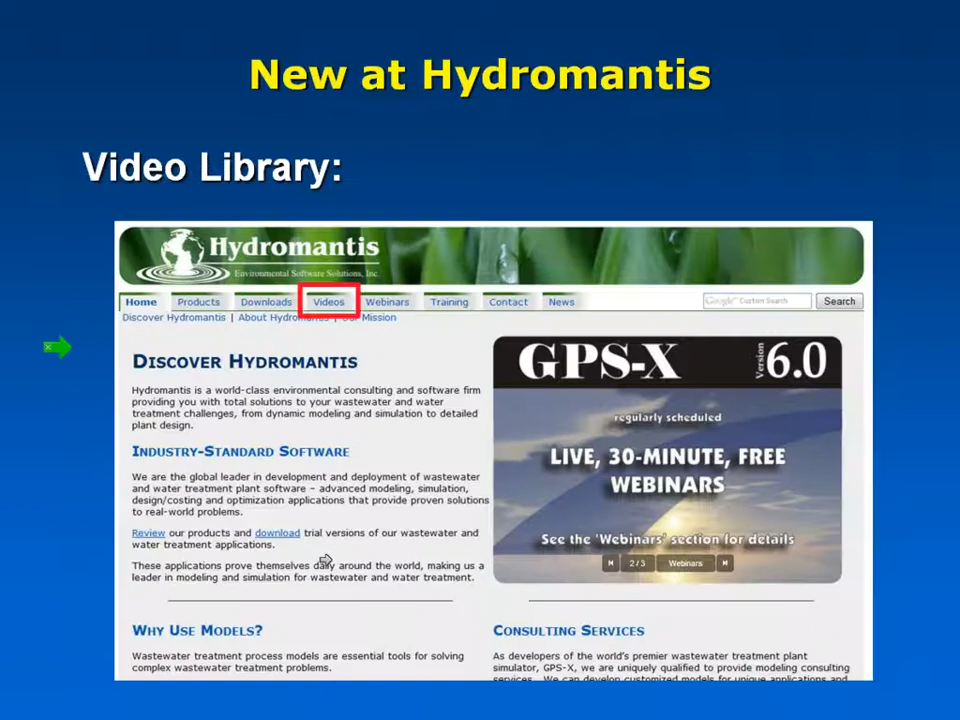 New at Hydromantis
Video Library:
Hydromantis
Environmental Software Solutions, Inc.
Home Products Downloads Videos Webinars Training Contact News Google™ Custom Search Search
Discover Hydromantis | About Hydromantis | Our Mission
DISCOVER HYDROMANTIS
Hydromantis is a world-class environmental consulting and software firm
providing you with total solutions to your wastewater and water
treatment challenges, from dynamic modeling and simulation to detailed
plant design.
INDUSTRY-STANDARD SOFTWARE
We are the global leader in development and deployment of wastewater
and water treatment plant software – advanced modeling, simulation,
design/costing and optimization applications that provide proven solutions
to real-world problems.
Review our products and download trial versions of our wastewater and
water treatment applications.
These applications prove themselves daily around the world, making us a
leader in modeling and simulation for wastewater and water treatment.
GPS-X Version 6.0
regularly scheduled
LIVE, 30-MINUTE, FREE
WEBINARS
See the 'Webinars' section for details
2/3 Webinars
WHY USE MODELS?
Wastewater treatment process models are essential tools for solving
complex wastewater treatment problems.
CONSULTING SERVICES
As developers of the world's premier wastewater treatment plant
simulator, GPS-X, we are uniquely qualified to provide modeling consulting
services. We can develop customized models for unique applications and